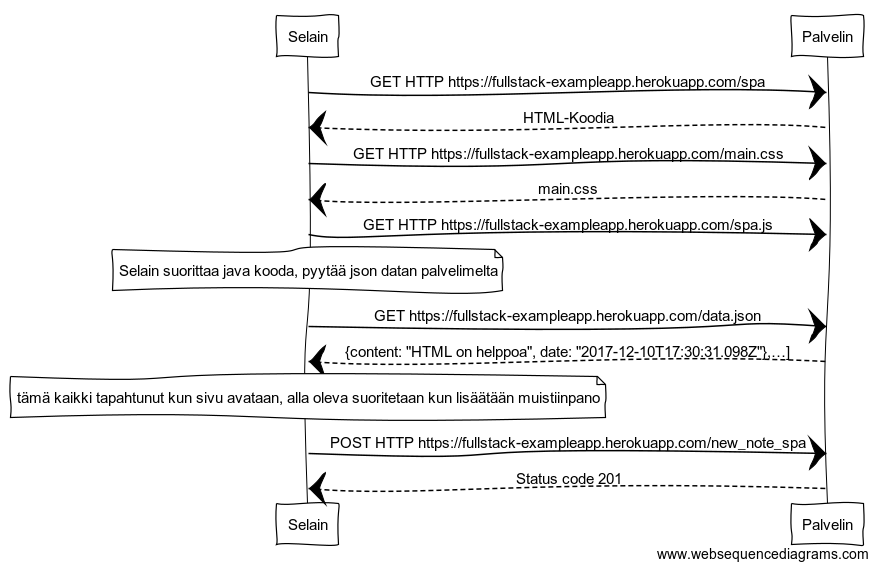 Selain
Palvelin
GET HTTP https://fullstack-exampleapp.herokuapp.com/spa
HTML-Koodia
GET HTTP https://fullstack-exampleapp.herokuapp.com/main.css
main.css
GET HTTP https://fullstack-exampleapp.herokuapp.com/spa.js
Selain suorittaa java kooda, pyytää json datan palvelimelta
GET https://fullstack-exampleapp.herokuapp.com/data.json
{content: "HTML on helppoa", date: "2017-12-10T17:30:31.098Z"},…]
tämä kaikki tapahtunut kun sivu avataan, alla oleva suoritetaan kun lisäätään muistiinpano
POST HTTP https://fullstack-exampleapp.herokuapp.com/new_note_spa
Status code 201
Selain
Palvelin
www.websequencediagrams.com